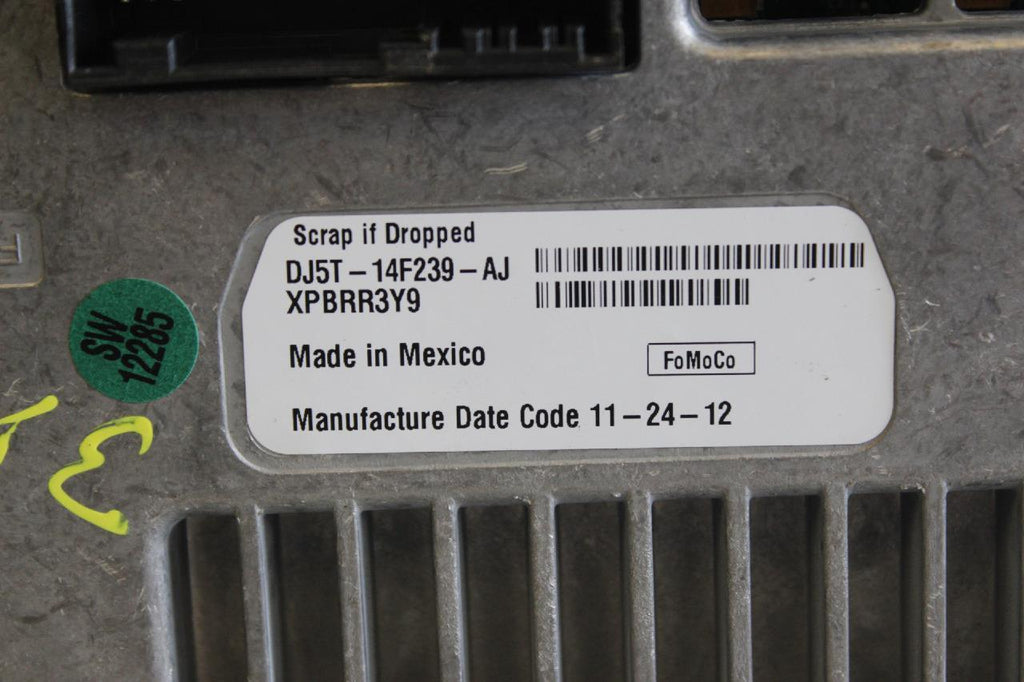 Scrap if Dropped
DJ5T-14F239-AJ
XPBRR3Y9
Made in Mexico
FoMoCo
Manufacture Date Code 11-24-12
SW
12285
3